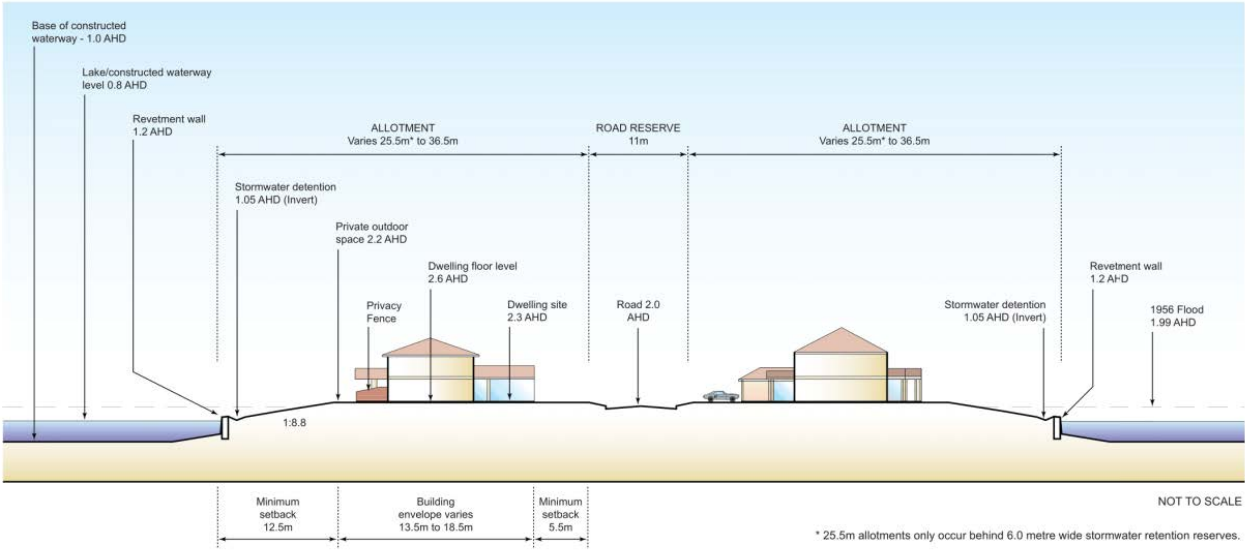 Base of constructed
waterway - 1.0 AHD
Lake/constructed waterway
level 0.8 AHD
Revetment wall
1.2 AHD
ALLOTMENT
Varies 25.5m* to 36.5m
ROAD RESERVE
11m
ALLOTMENT
Varies 25.5m* to 36.5m
Stormwater detention
1.05 AHD (Invert)
Private outdoor
space 2.2 AHD
Dwelling floor level
2.6 AHD
Privacy
Fence
Dwelling site
2.3 AHD
Road 2.0
AHD
Stormwater detention
1.05 AHD (Invert)
Revetment wall
1.2 AHD
1956 Flood
1.99 AHD
1:8.8
Minimum
setback
12.5m
Building
envelope varies
13.5m to 18.5m
Minimum
setback
5.5m
NOT TO SCALE
* 25.5m allotments only occur behind 6.0 metre wide stormwater retention reserves.